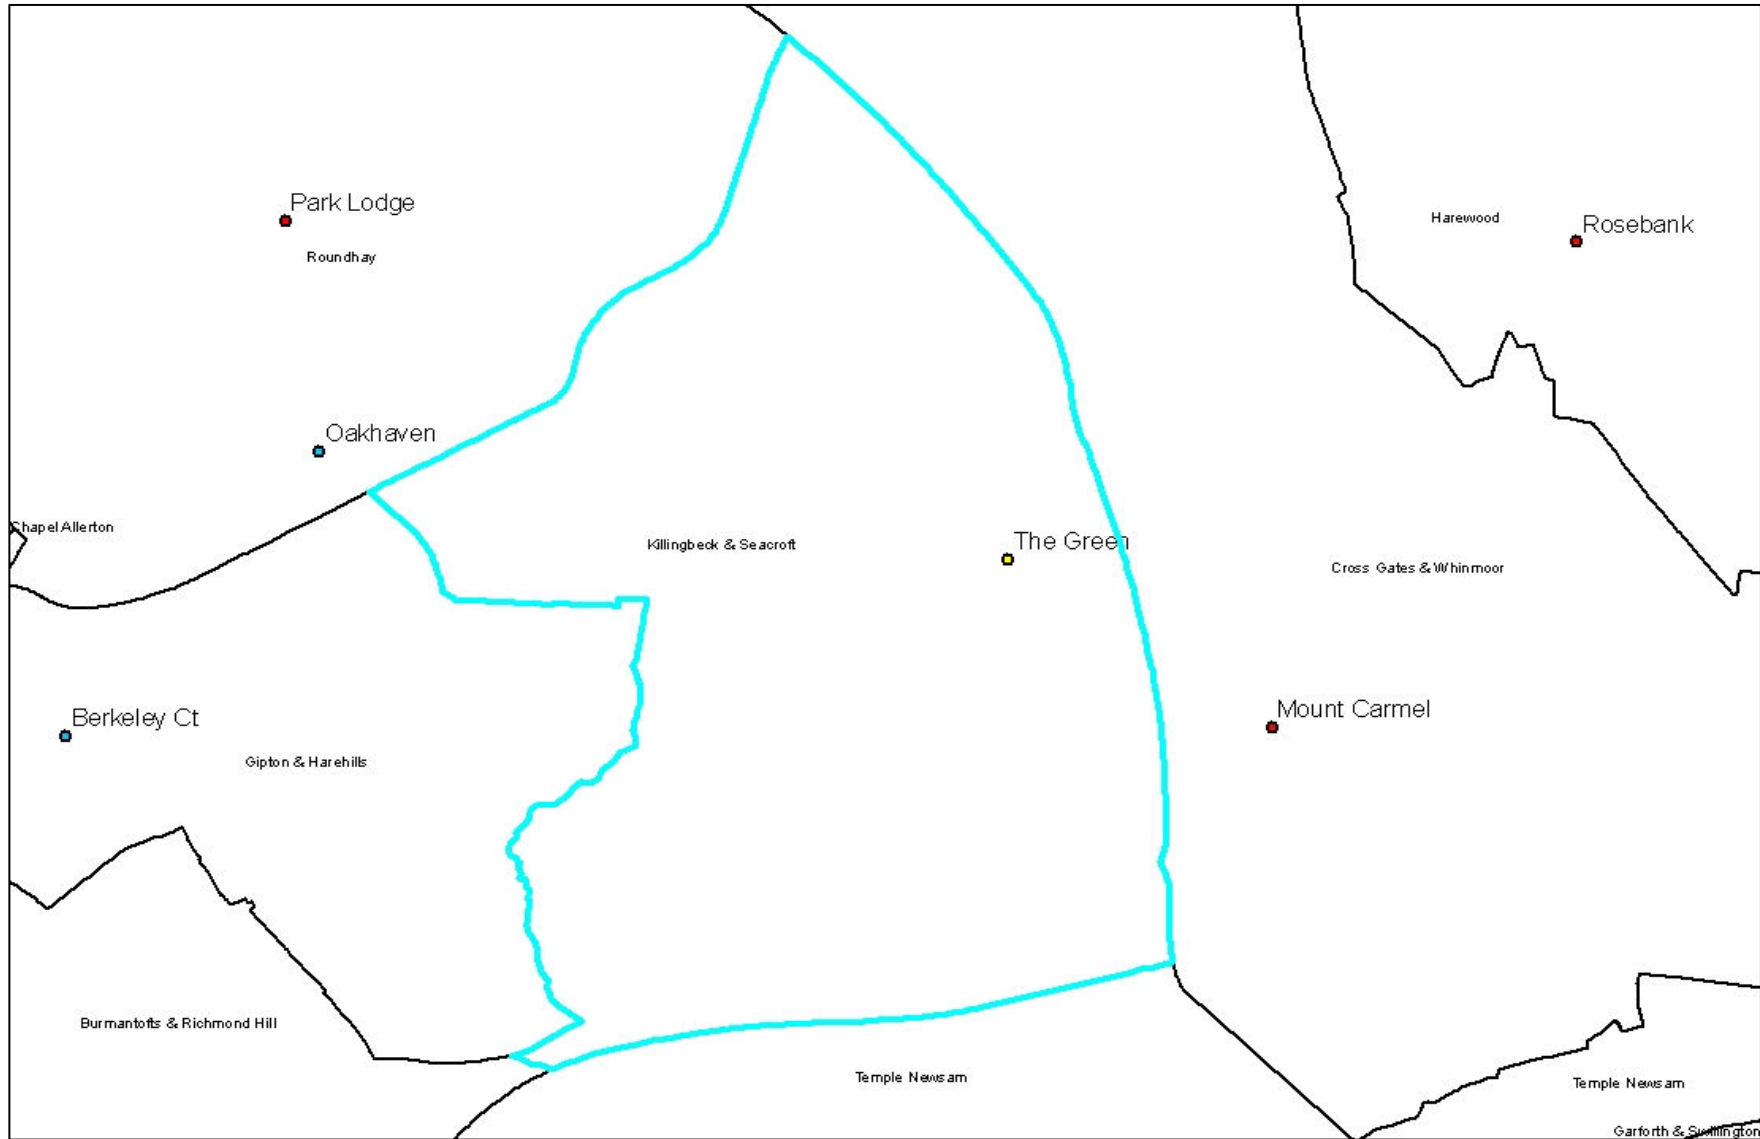 Park Lodge
Roundhay
Harewood
Rosebank
Oakhaven
Chapel Allerton
Killingbeck & Seacroft
The Green
Cross Gates & Whinmoor
Berkeley Ct
Mount Carmel
Gipton & Harehills
Burmantofts & Richmond Hill
Temple Newsam
Temple Newsam
Garforth & Swillington